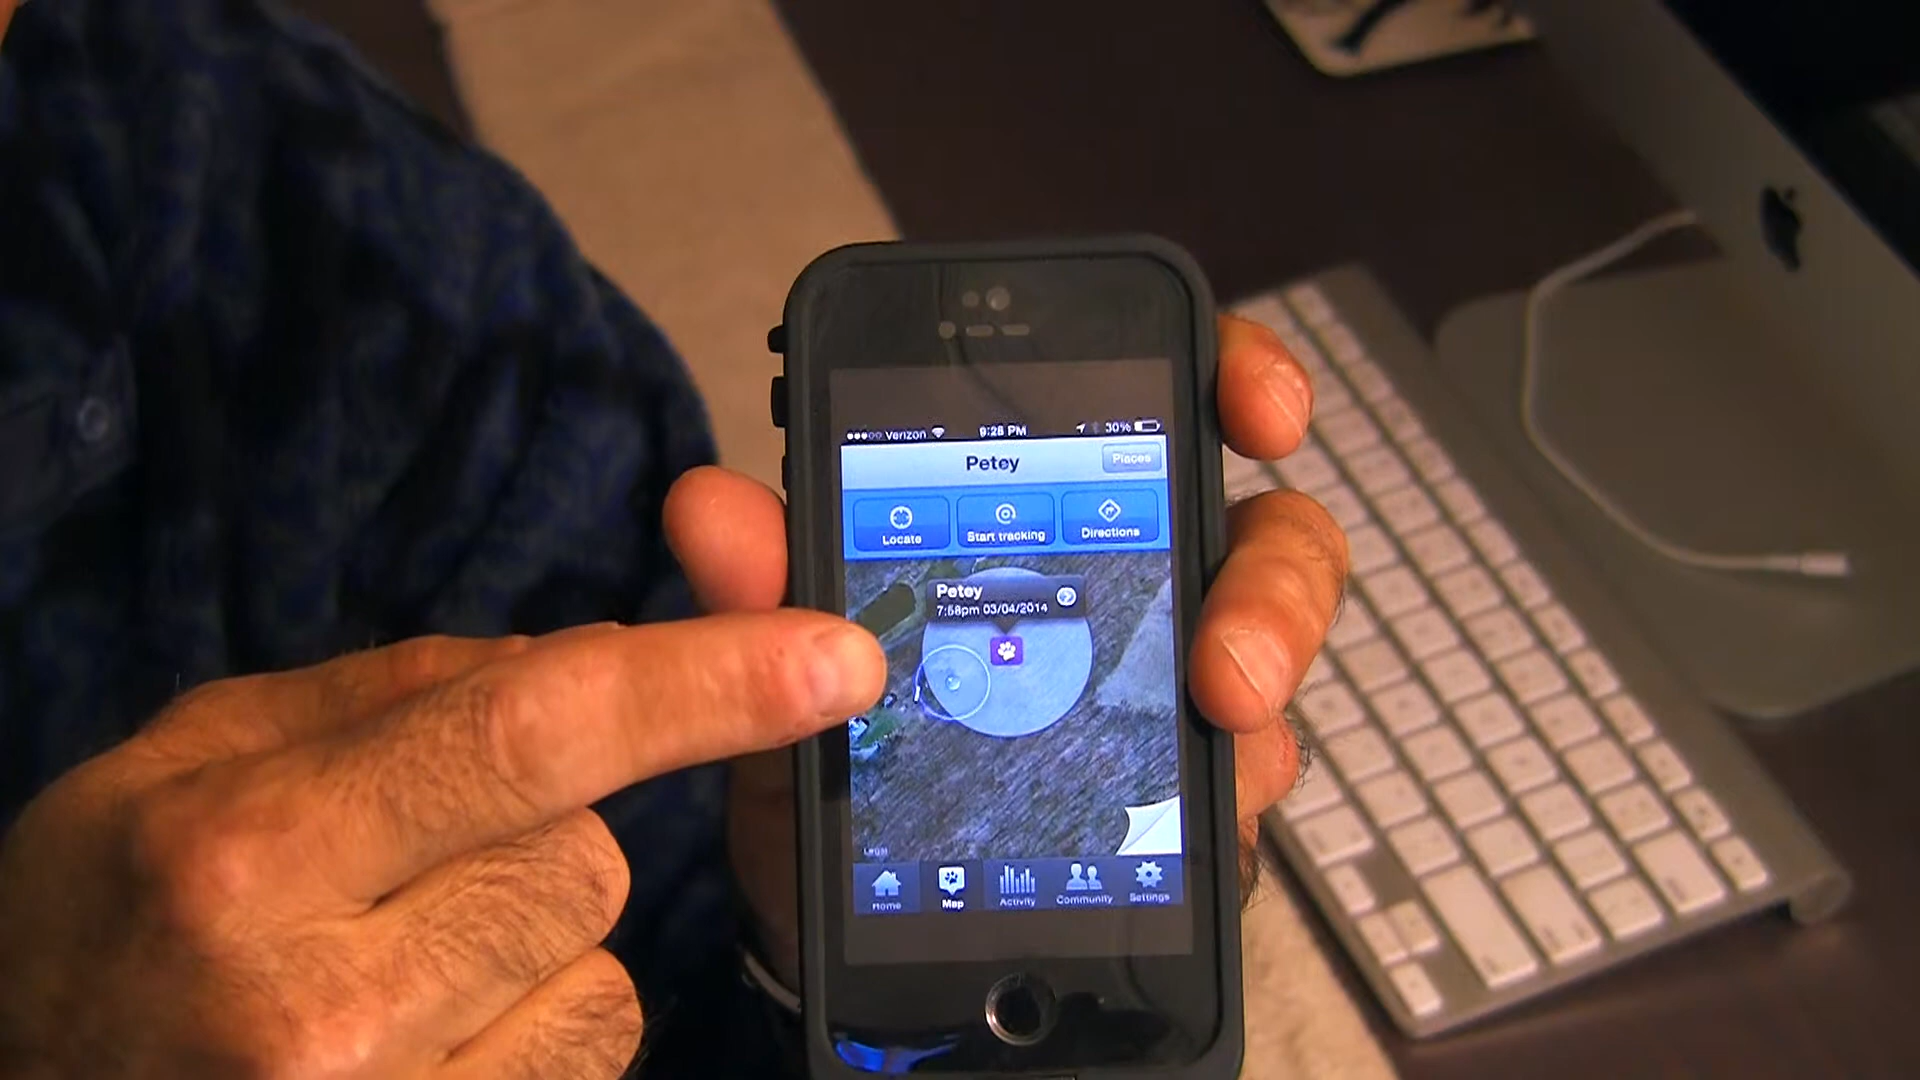 Verizon 9:28 PM 30%
Petey Places
Locate Start tracking Directions
Petey
7:58pm 03/04/2014
Legal
Home Map Activity Community Settings